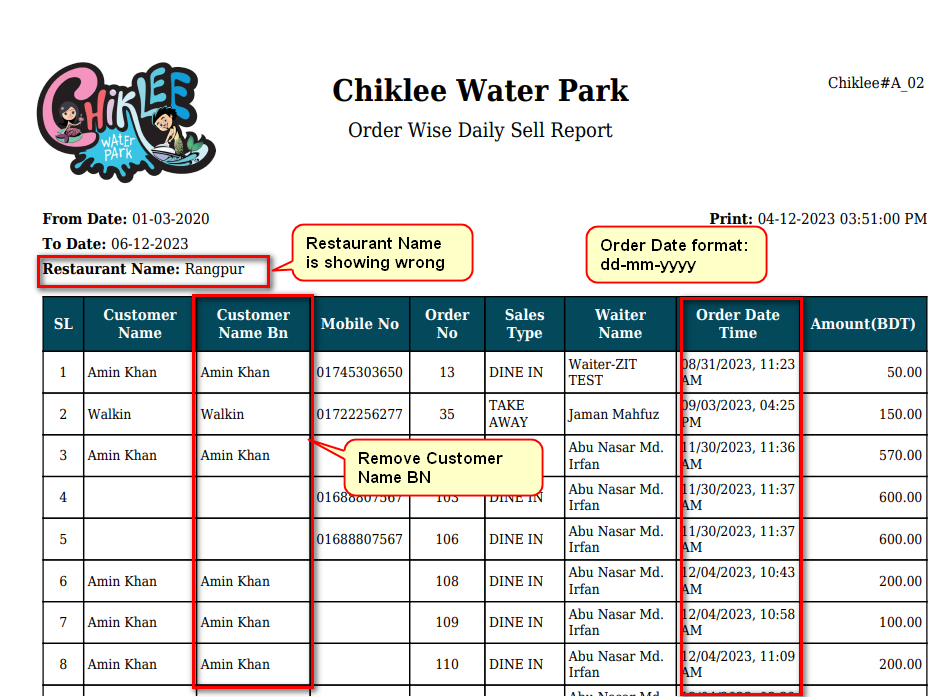 CHIKLEE
WATER
PARK
Chiklee Water Park
Order Wise Daily Sell Report
Chiklee#A_02
From Date: 01-03-2020
Print: 04-12-2023 03:51:00 PM
To Date: 06-12-2023
Restaurant Name: Rangpur
Restaurant Name
is showing wrong
Order Date format:
dd-mm-yyyy
SL Customer Name Customer Name Bn Mobile No Order No Sales Type Waiter Name Order Date Time Amount(BDT)
1 Amin Khan Amin Khan 01745303650 13 DINE IN Waiter-ZIT TEST 08/31/2023, 11:23 AM 50.00
2 Walkin Walkin 01722256277 35 TAKE AWAY Jaman Mahfuz 09/03/2023, 04:25 PM 150.00
3 Amin Khan Amin Khan Abu Nasar Md. Irfan 11/30/2023, 11:36 AM 570.00
Remove Customer
Name BN
4 01688807567 103 DINE IN Abu Nasar Md. Irfan 11/30/2023, 11:37 AM 600.00
5 01688807567 106 DINE IN Abu Nasar Md. Irfan 11/30/2023, 11:37 AM 600.00
6 Amin Khan Amin Khan 108 DINE IN Abu Nasar Md. Irfan 12/04/2023, 10:43 AM 200.00
7 Amin Khan Amin Khan 109 DINE IN Abu Nasar Md. Irfan 12/04/2023, 10:58 AM 100.00
8 Amin Khan Amin Khan 110 DINE IN Abu Nasar Md. Irfan 12/04/2023, 11:09 AM 200.00